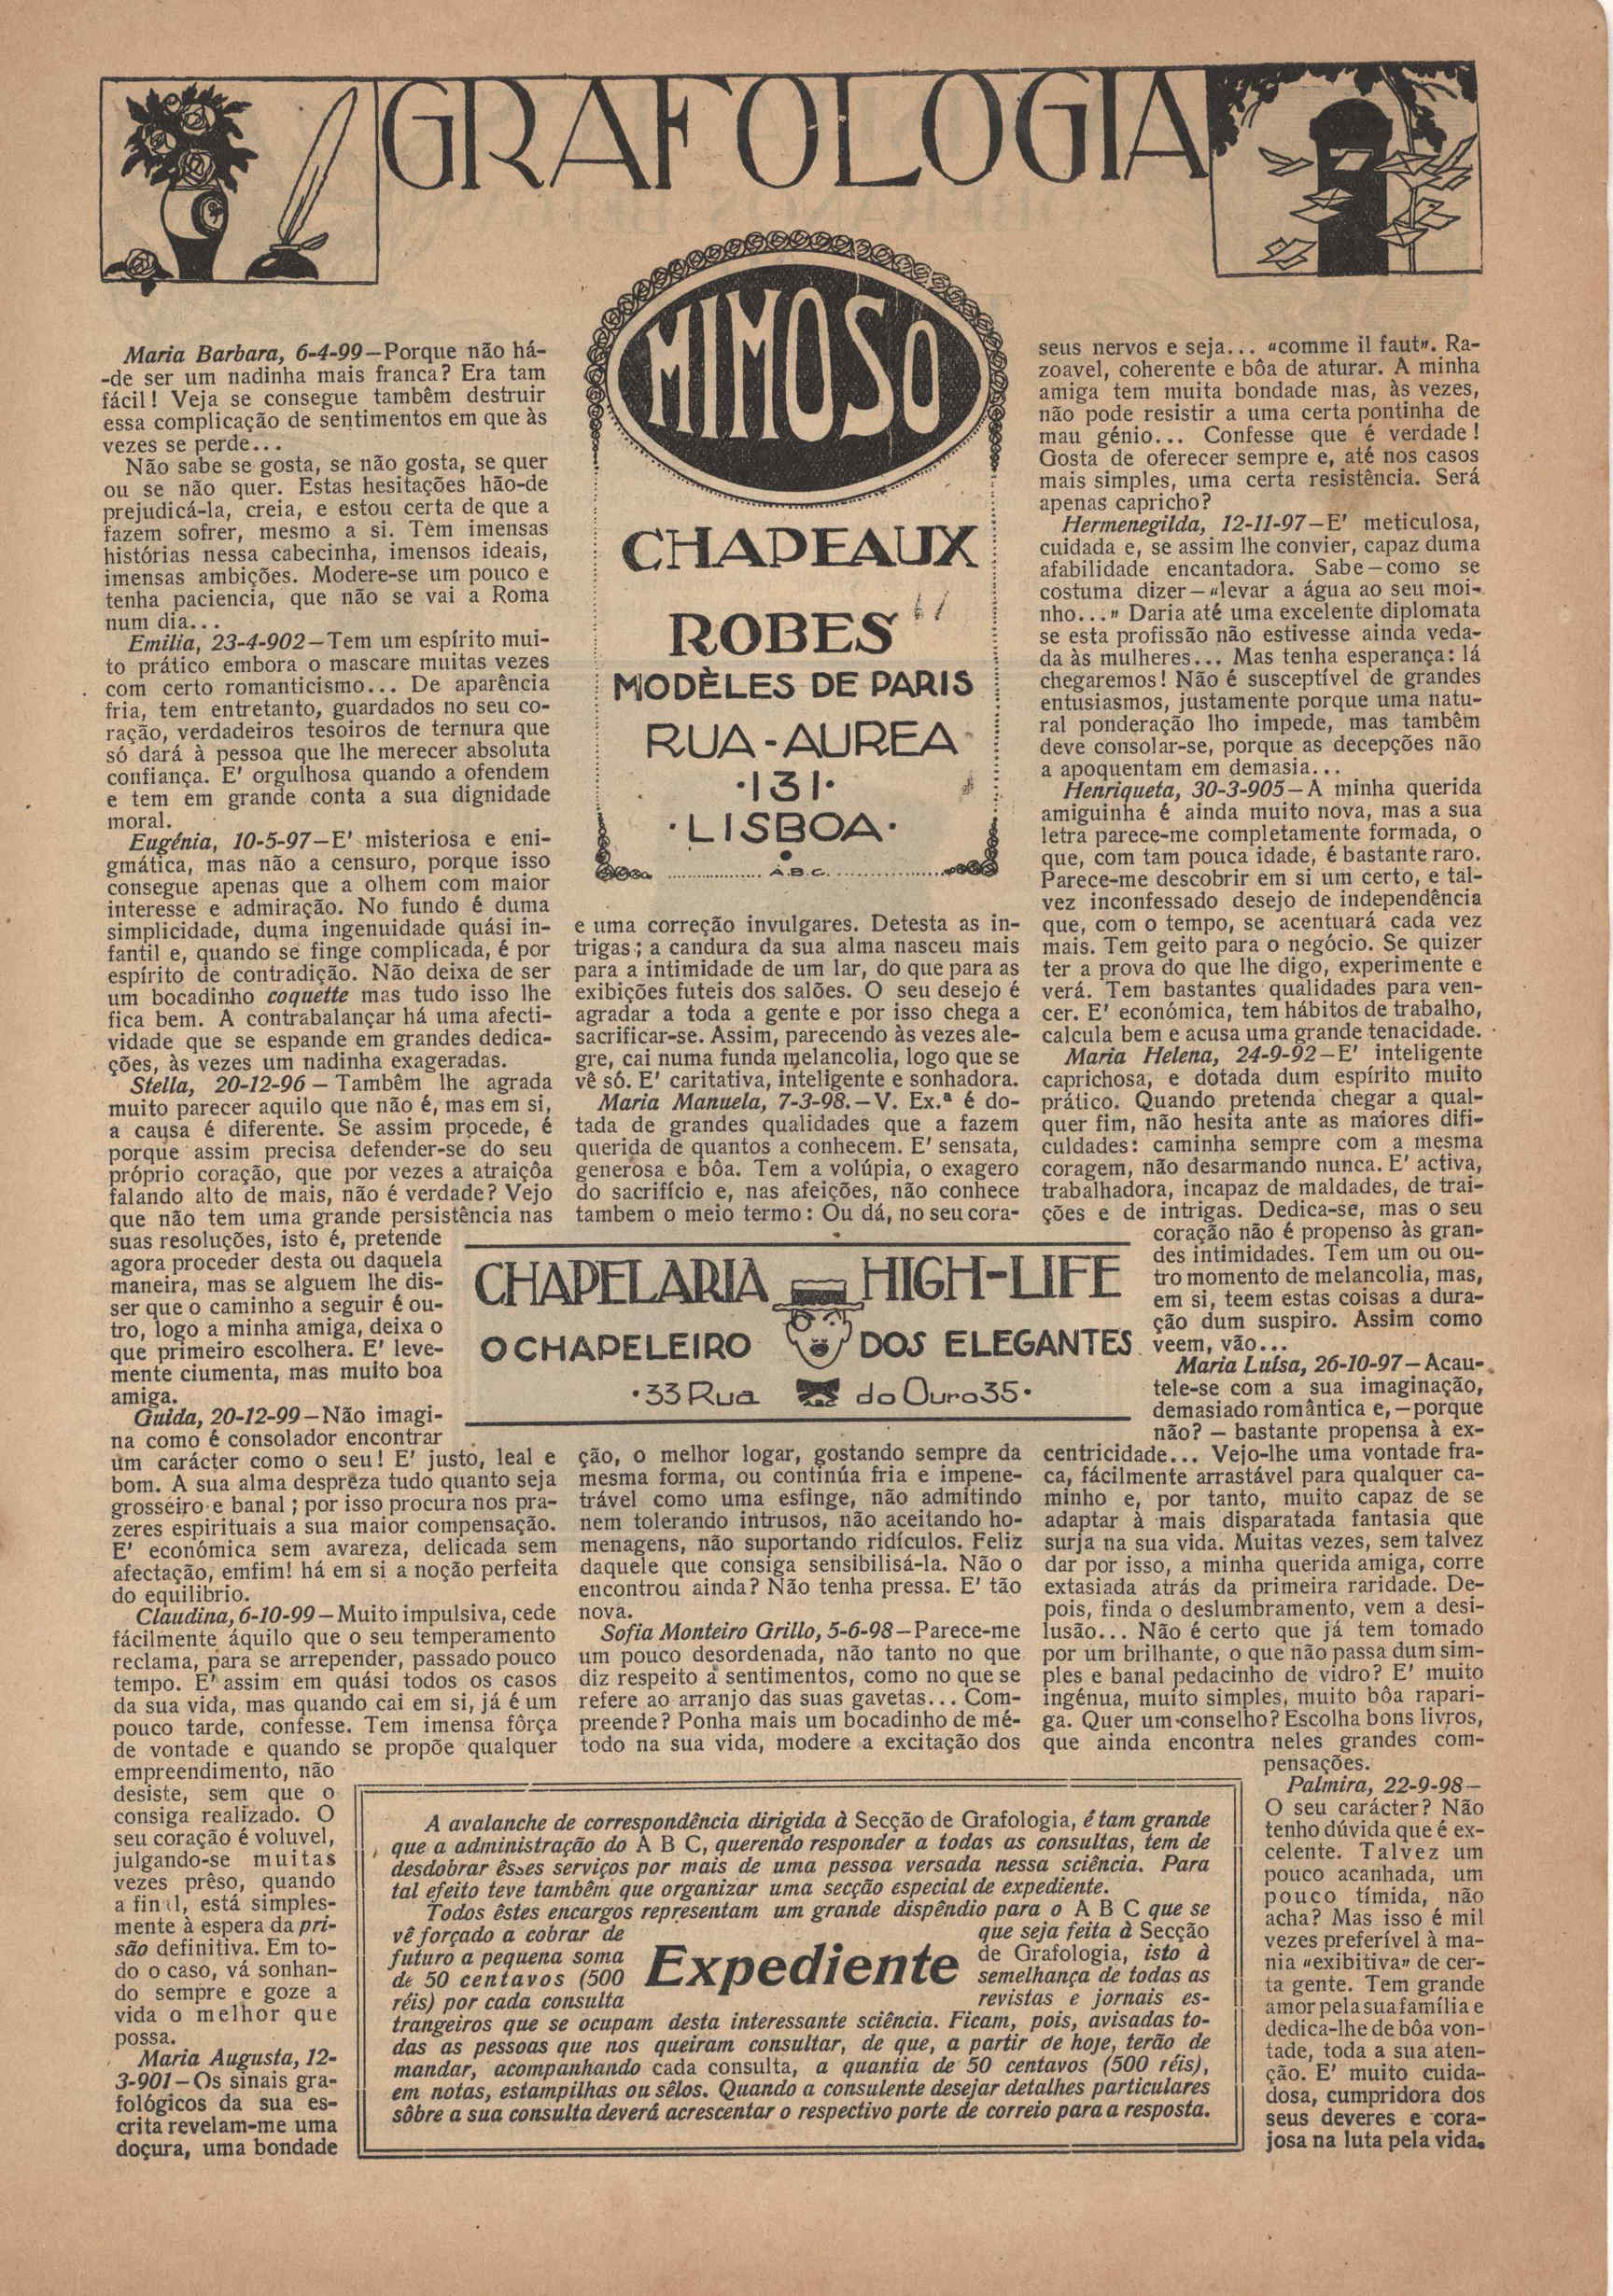 GRAFOLOGIA
Maria Barbara, 6-4-99—Porque não há-
-de ser um nadinha mais franca? Era tam
fácil! Veja se consegue tambêm destruir
essa complicação de sentimentos em que às
vezes se perde...
Não sabe se gosta, se não gosta, se quer
ou se não quer. Estas hesitações hão-de
prejudicá-la, creia, e estou certa de que a
fazem sofrer, mesmo a si. Têm imensas
histórias nessa cabecinha, imensos ideais,
imensas ambições. Modere-se um pouco e
tenha paciencia, que não se vai a Roma
num dia...
Emilia, 23-4-902—Tem um espírito mui-
to prático embora o mascare muitas vezes
com certo romanticismo... De aparência
fria, tem entretanto, guardados no seu co-
ração, verdadeiros tesoiros de ternura que
só dará à pessoa que lhe merecer absoluta
confiança. E' orgulhosa quando a ofendem
e tem em grande conta a sua dignidade
moral.
Eugénia, 10-5-97—E' misteriosa e eni-
gmática, mas não a censuro, porque isso
consegue apenas que a olhem com maior
interesse e admiração. No fundo é duma
simplicidade, duma ingenuidade quási in-
fantil e, quando se finge complicada, é por
espírito de contradição. Não deixa de ser
um bocadinho coquette mas tudo isso lhe
fica bem. A contrabalançar há uma afecti-
vidade que se espande em grandes dedica-
ções, às vezes um nadinha exageradas.
Stella, 20-12-96 — Tambêm lhe agrada
muito parecer aquilo que não é, mas em si,
a causa é diferente. Se assim procede, é
porque assim precisa defender-se do seu
próprio coração, que por vezes a atraiçôa
falando alto de mais, não é verdade? Vejo
que não tem uma grande persistência nas
suas resoluções, isto é, pretende
agora proceder desta ou daquela
maneira, mas se alguem lhe dis-
ser que o caminho a seguir é ou-
tro, logo a minha amiga, deixa o
que primeiro escolhera. E' leve-
mente ciumenta, mas muito boa
amiga.
Guida, 20-12-99—Não imagi-
na como é consolador encontrar
um carácter como o seu! E' justo, leal e
bom. A sua alma desprêza tudo quanto seja
grosseiro e banal; por isso procura nos pra-
zeres espirituais a sua maior compensação.
E' económica sem avareza, delicada sem
afectação, emfim! há em si a noção perfeita
do equilibrio.
Claudina, 6-10-99—Muito impulsiva, cede
fácilmente áquilo que o seu temperamento
reclama, para se arrepender, passado pouco
tempo. E' assim em quási todos os casos
da sua vida, mas quando cai em si, já é um
pouco tarde, confesse. Tem imensa fôrça
de vontade e quando se propõe qualquer
empreendimento, não
desiste, sem que o
consiga realizado. O
seu coração é voluvel,
julgando-se muitas
vezes prêso, quando
a final, está simples-
mente à espera da pri-
são definitiva. Em to-
do o caso, vá sonhan-
do sempre e goze a
vida o melhor que
possa.
Maria Augusta, 12-
3-901—Os sinais gra-
fológicos da sua es-
crita revelam-me uma
doçura, uma bondade
MIMOSO
CHAPEAUX
ROBES
MODÈLES DE PARIS
RUA-AUREA
·131·
·LISBOA·
A.B.C.
e uma correção invulgares. Detesta as in-
trigas; a candura da sua alma nasceu mais
para a intimidade de um lar, do que para as
exibições futeis dos salões. O seu desejo é
agradar a toda a gente e por isso chega a
sacrificar-se. Assim, parecendo às vezes ale-
gre, cai numa funda melancolia, logo que se
vê só. E' caritativa, inteligente e sonhadora.
Maria Manuela, 7-3-98.—V. Ex.ª é do-
tada de grandes qualidades que a fazem
querida de quantos a conhecem. E' sensata,
generosa e bôa. Tem a volúpia, o exagero
do sacrifício e, nas afeições, não conhece
tambem o meio termo: Ou dá, no seu cora-
CHAPELARIA HIGH-LIFE
O CHAPELEIRO DOS ELEGANTES
·33 Rua do Ouro 35·
ção, o melhor logar, gostando sempre da
mesma forma, ou continúa fria e impene-
trável como uma esfinge, não admitindo
nem tolerando intrusos, não aceitando ho-
menagens, não suportando ridículos. Feliz
daquele que consiga sensibilisá-la. Não o
encontrou ainda? Não tenha pressa. E' tão
nova.
Sofia Monteiro Grillo, 5-6-98—Parece-me
um pouco desordenada, não tanto no que
diz respeito a sentimentos, como no que se
refere ao arranjo das suas gavetas... Com-
preende? Ponha mais um bocadinho de mé-
todo na sua vida, modere a excitação dos
seus nervos e seja... «comme il faut». Ra-
zoavel, coherente e bôa de aturar. A minha
amiga tem muita bondade mas, às vezes,
não pode resistir a uma certa pontinha de
mau génio... Confesse que é verdade!
Gosta de oferecer sempre e, até nos casos
mais simples, uma certa resistência. Será
apenas capricho?
Hermenegilda, 12-11-97—E' meticulosa,
cuidada e, se assim lhe convier, capaz duma
afabilidade encantadora. Sabe—como se
costuma dizer—«levar a água ao seu moi-
nho...» Daria até uma excelente diplomata
se esta profissão não estivesse ainda veda-
da às mulheres... Mas tenha esperança: lá
chegaremos! Não é susceptível de grandes
entusiasmos, justamente porque uma natu-
ral ponderação lho impede, mas tambêm
deve consolar-se, porque as decepções não
a apoquentam em demasia...
Henriqueta, 30-3-905—A minha querida
amiguinha é ainda muito nova, mas a sua
letra parece-me completamente formada, o
que, com tam pouca idade, é bastante raro.
Parece-me descobrir em si um certo, e tal-
vez inconfessado desejo de independência
que, com o tempo, se acentuará cada vez
mais. Tem geito para o negócio. Se quizer
ter a prova do que lhe digo, experimente e
verá. Tem bastantes qualidades para ven-
cer. E' económica, tem hábitos de trabalho,
calcula bem e acusa uma grande tenacidade.
Maria Helena, 24-9-92—E' inteligente
caprichosa, e dotada dum espírito muito
prático. Quando pretenda chegar a qual-
quer fim, não hesita ante as maiores difi-
culdades: caminha sempre com a mesma
coragem, não desarmando nunca. E' activa,
trabalhadora, incapaz de maldades, de trai-
ções e de intrigas. Dedica-se, mas o seu
coração não é propenso às gran-
des intimidades. Tem um ou ou-
tro momento de melancolia, mas,
em si, teem estas coisas a dura-
ção dum suspiro. Assim como
veem, vão...
Maria Luísa, 26-10-97—Acau-
tele-se com a sua imaginação,
demasiado romântica e,—porque
não? — bastante propensa à ex-
centricidade... Vejo-lhe uma vontade fra-
ca, fácilmente arrastável para qualquer ca-
minho e, por tanto, muito capaz de se
adaptar à mais disparatada fantasia que
surja na sua vida. Muitas vezes, sem talvez
dar por isso, a minha querida amiga, corre
extasiada atrás da primeira raridade. De-
pois, finda o deslumbramento, vem a desi-
lusão... Não é certo que já tem tomado
por um brilhante, o que não passa dum sim-
ples e banal pedacinho de vidro? E' muito
ingénua, muito simples, muito bôa rapari-
ga. Quer um conselho? Escolha bons livros,
que ainda encontra neles grandes com-
pensações.
Palmira, 22-9-98—
O seu carácter? Não
tenho dúvida que é ex-
celente. Talvez um
pouco acanhada, um
pouco tímida, não
acha? Mas isso é mil
vezes preferível à ma-
nia «exibitiva» de cer-
ta gente. Tem grande
amor pela sua família e
dedica-lhe de bôa von-
tade, toda a sua aten-
ção. E' muito cuida-
dosa, cumpridora dos
seus deveres e cora-
josa na luta pela vida.
A avalanche de correspondência dirigida à Secção de Grafologia, é tam grande
que a administração do A B C, querendo responder a todas as consultas, tem de
desdobrar êsses serviços por mais de uma pessoa versada nessa sciência. Para
tal efeito teve tambêm que organizar uma secção especial de expediente.
Todos êstes encargos representam um grande dispêndio para o A B C que se
vê forçado a cobrar de
futuro a pequena soma
de 50 centavos (500
réis) por cada consulta
Expediente
que seja feita à Secção
de Grafologia, isto à
semelhança de todas as
revistas e jornais es-
trangeiros que se ocupam desta interessante sciência. Ficam, pois, avisadas to-
das as pessoas que nos queiram consultar, de que, a partir de hoje, terão de
mandar, acompanhando cada consulta, a quantia de 50 centavos (500 réis),
em notas, estampilhas ou sêlos. Quando a consulente desejar detalhes particulares
sôbre a sua consulta deverá acrescentar o respectivo porte de correio para a resposta.